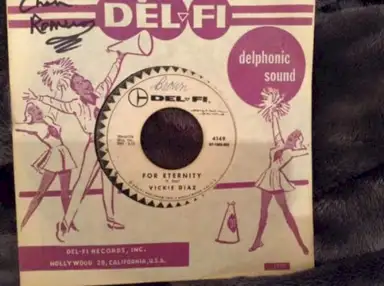 Chan
Romero
DEL-FI
delphonic
sound
DEL-FI.
4148
FOR ETERNITY
VICKIE DIAZ
DEL-FI RECORDS, INC.
HOLLYWOOD 28, CALIFORNIA, U.S.A.